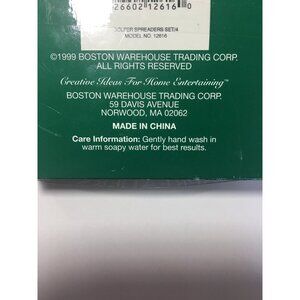 26602 12616 0
GOLFER SPREADERS SET/4
MODEL NO. 12616
©1999 BOSTON WAREHOUSE TRADING CORP.
ALL RIGHTS RESERVED
Creative Ideas For Home Entertaining™
BOSTON WAREHOUSE TRADING CORP.
59 DAVIS AVENUE
NORWOOD, MA 02062
MADE IN CHINA
Care Information: Gently hand wash in
warm soapy water for best results.